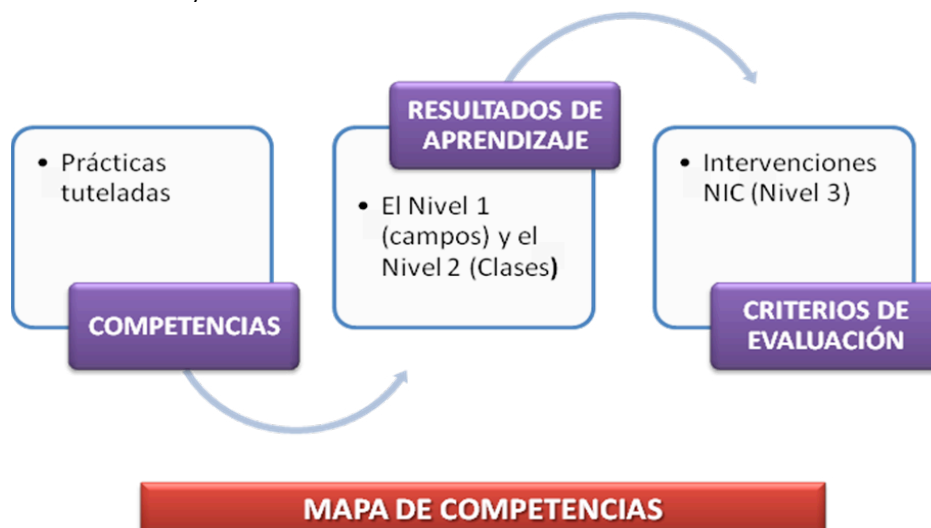 • Prácticas
tuteladas
COMPETENCIAS
RESULTADOS DE
APRENDIZAJE
• El Nivel 1
(campos) y el
Nivel 2 (Clases)
• Intervenciones
NIC (Nivel 3)
CRITERIOS DE
EVALUACIÓN
MAPA DE COMPETENCIAS